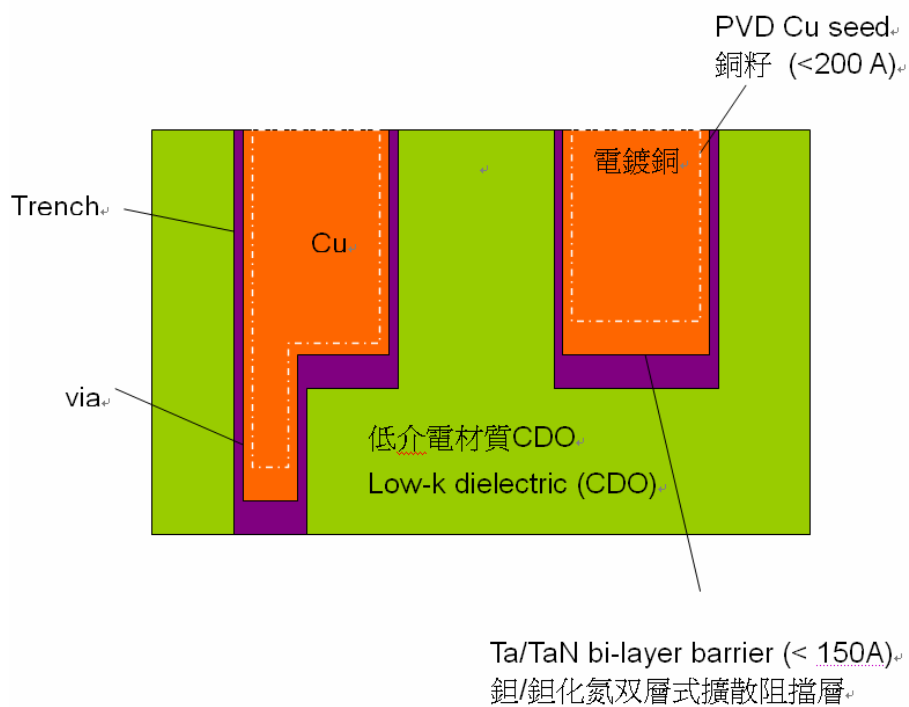 PVD Cu seed
銅籽 (<200 A)
電鍍銅
Trench
Cu
via
低介電材質CDO
Low-k dielectric (CDO)
Ta/TaN bi-layer barrier (< 150A)
鉭/鉭化氮双層式擴散阻擋層